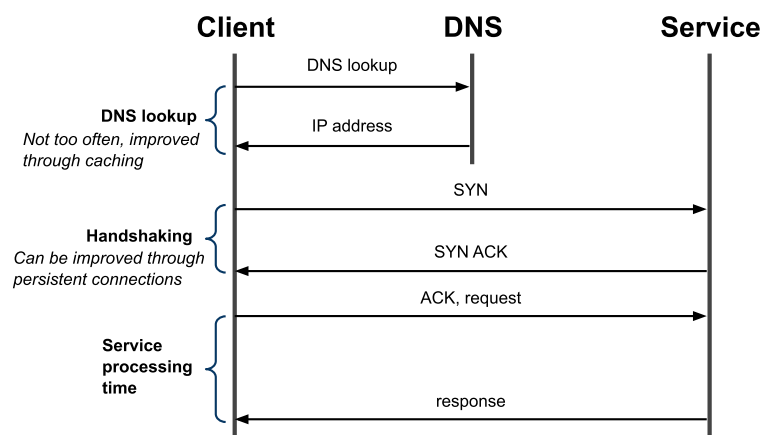 Client
DNS
Service
DNS lookup
DNS lookup
Not too often, improved
through caching
IP address
SYN
Handshaking
Can be improved through
persistent connections
SYN ACK
ACK, request
Service
processing
time
response